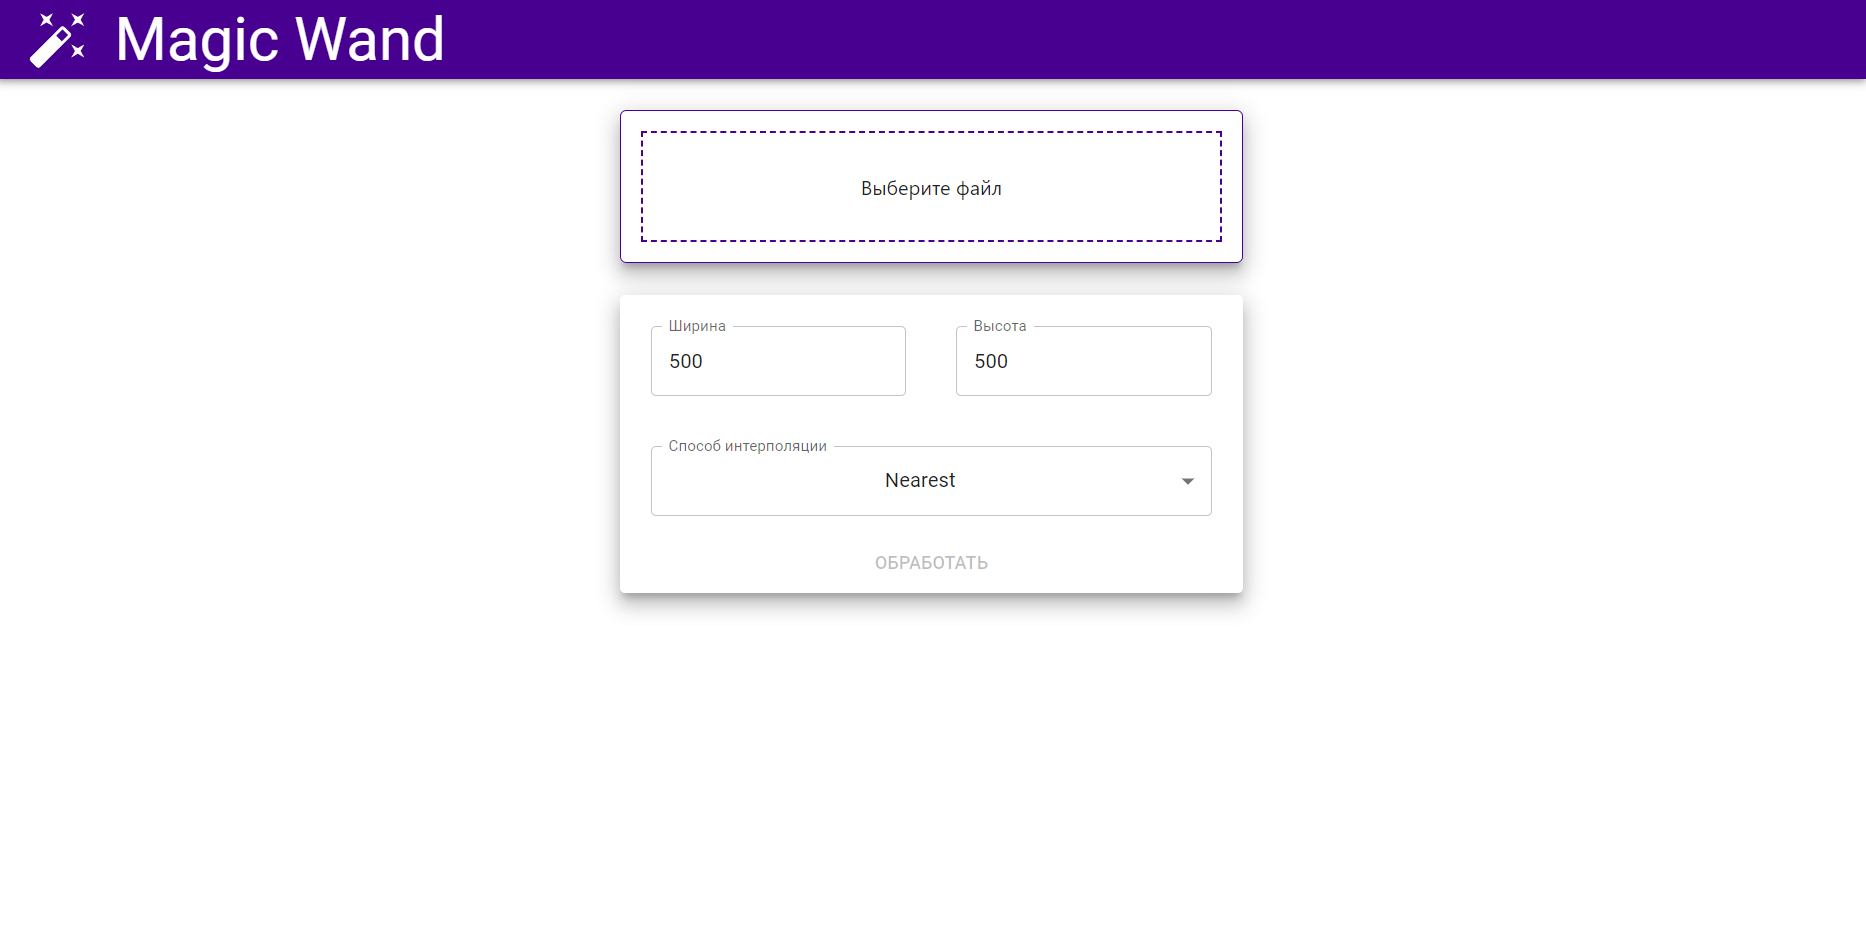 Magic Wand
Выберите файл
Ширина
Высота
500
500
Способ интерполяции
Nearest
ОБРАБОТАТЬ